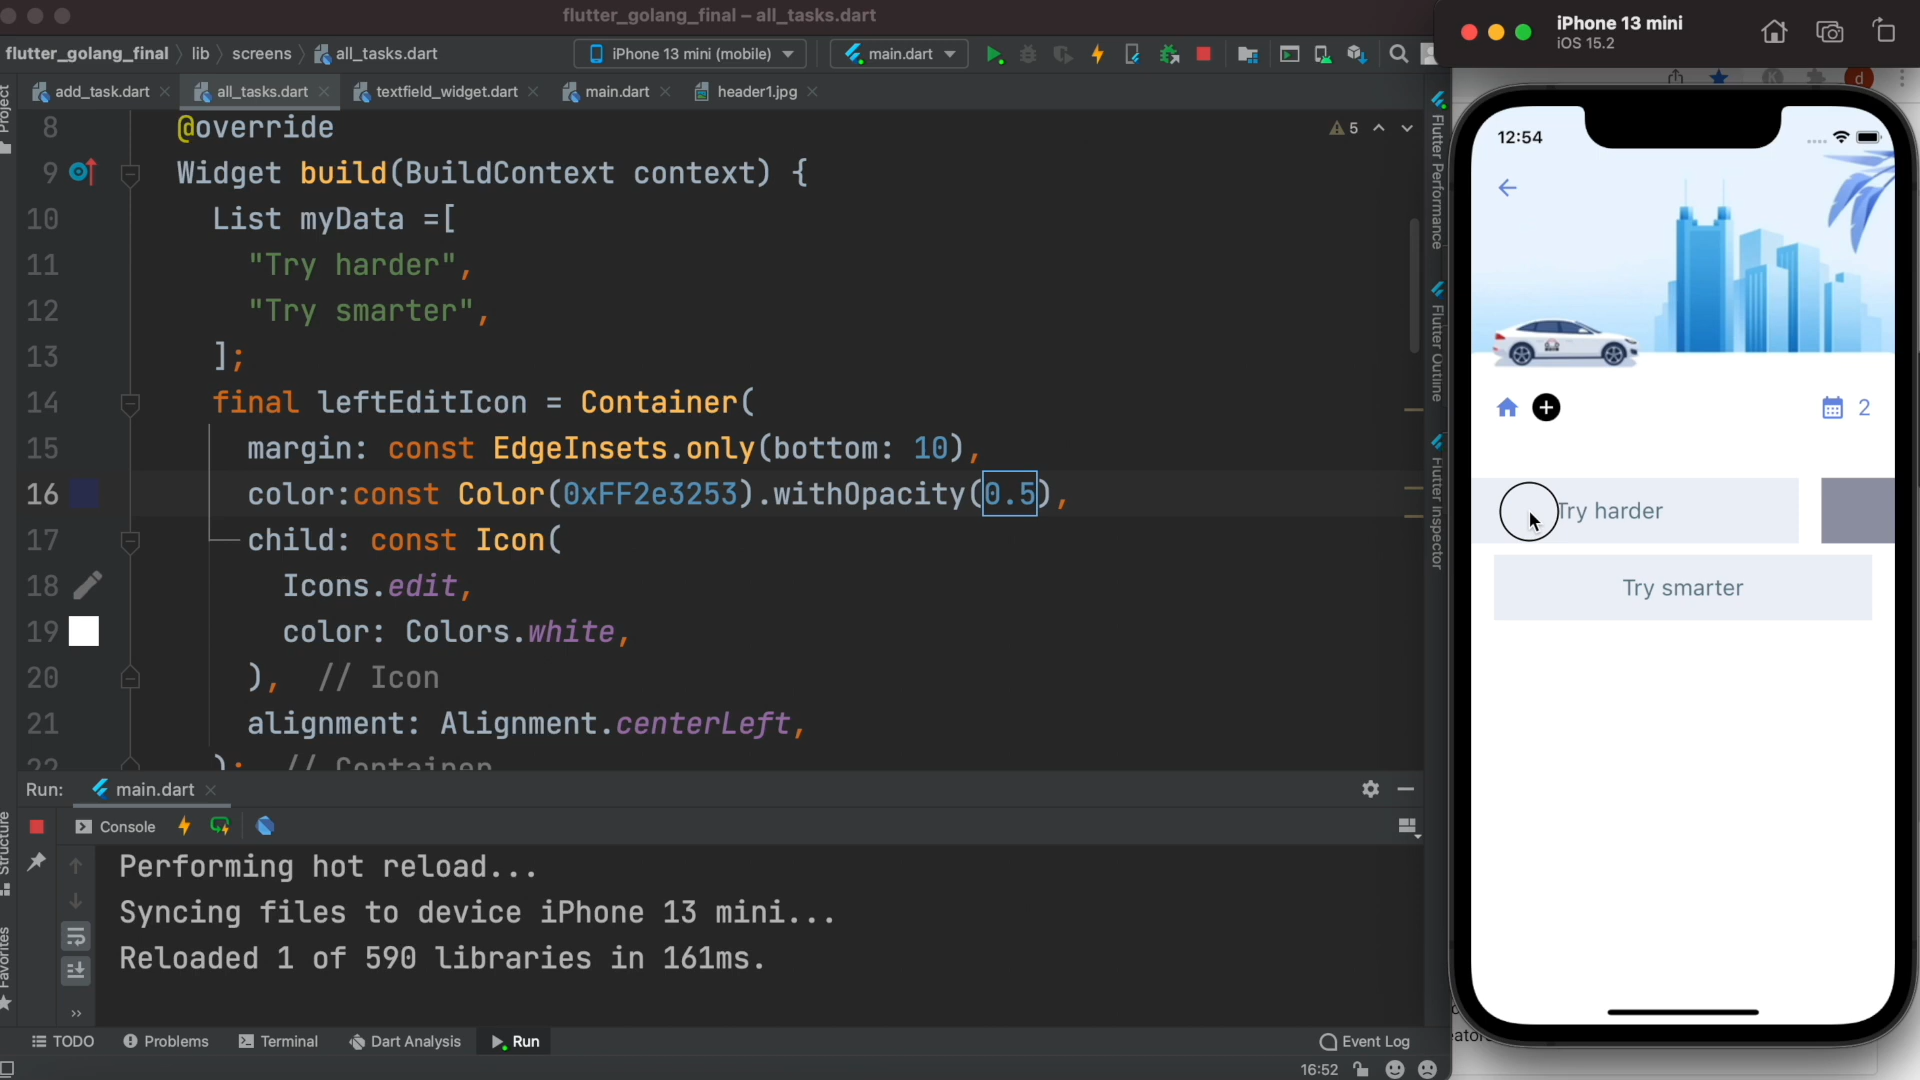 flutter_golang_final – all_tasks.dart
flutter_golang_final lib screens all_tasks.dart
iPhone 13 mini (mobile) main.dart
add_task.dart all_tasks.dart textfield_widget.dart main.dart header1.jpg
Project
8 @override 5
9 Widget build(BuildContext context) {
10 List myData =[
11 "Try harder",
12 "Try smarter",
13 ];
14 final leftEditIcon = Container(
15 margin: const EdgeInsets.only(bottom: 10),
16 color:const Color(0xFF2e3253).withOpacity(0.5),
17 child: const Icon(
18 Icons.edit,
19 color: Colors.white,
20 ), // Icon
21 alignment: Alignment.centerLeft,
22 ); // Container
Flutter Performance
Flutter Outline
Flutter Inspector
Run: main.dart
Console
Performing hot reload...
Syncing files to device iPhone 13 mini...
Reloaded 1 of 590 libraries in 161ms.
Structure
Favorites
TODO Problems Terminal Dart Analysis Run Event Log
16:52
iPhone 13 mini
iOS 15.2
K d
12:54
2
Try harder
Try smarter